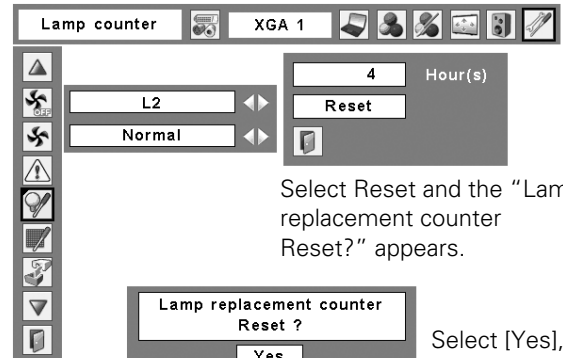 Lamp counter XGA 1
4 Hour(s)
L2
Reset
Normal
OFF
Select Reset and the “Lam
replacement counter
Reset?” appears.
Lamp replacement counter
Reset ?
Yes
Select [Yes],